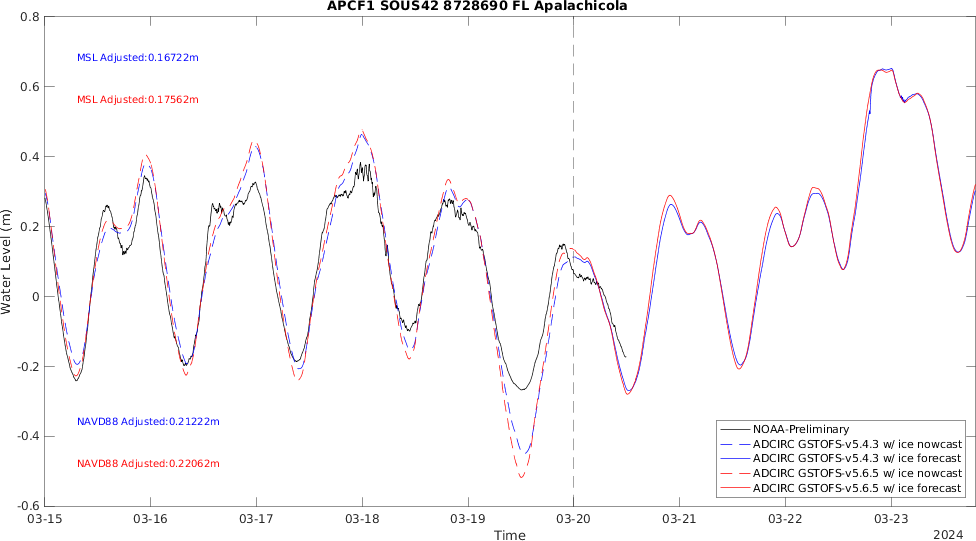 APCF1 SOUS42 8728690 FL Apalachicola
0.8
0.6
0.4
0.2
0
-0.2
-0.4
-0.6
Water Level (m)
MSL Adjusted:0.16722m
MSL Adjusted:0.17562m
NAVD88 Adjusted:0.21222m
NAVD88 Adjusted:0.22062m
NOAA-Preliminary
ADCIRC GSTOFS-v5.4.3 w/ ice nowcast
ADCIRC GSTOFS-v5.4.3 w/ ice forecast
ADCIRC GSTOFS-v5.6.5 w/ ice nowcast
ADCIRC GSTOFS-v5.6.5 w/ ice forecast
03-15 03-16 03-17 03-18 03-19 03-20 03-21 03-22 03-23
Time
2024